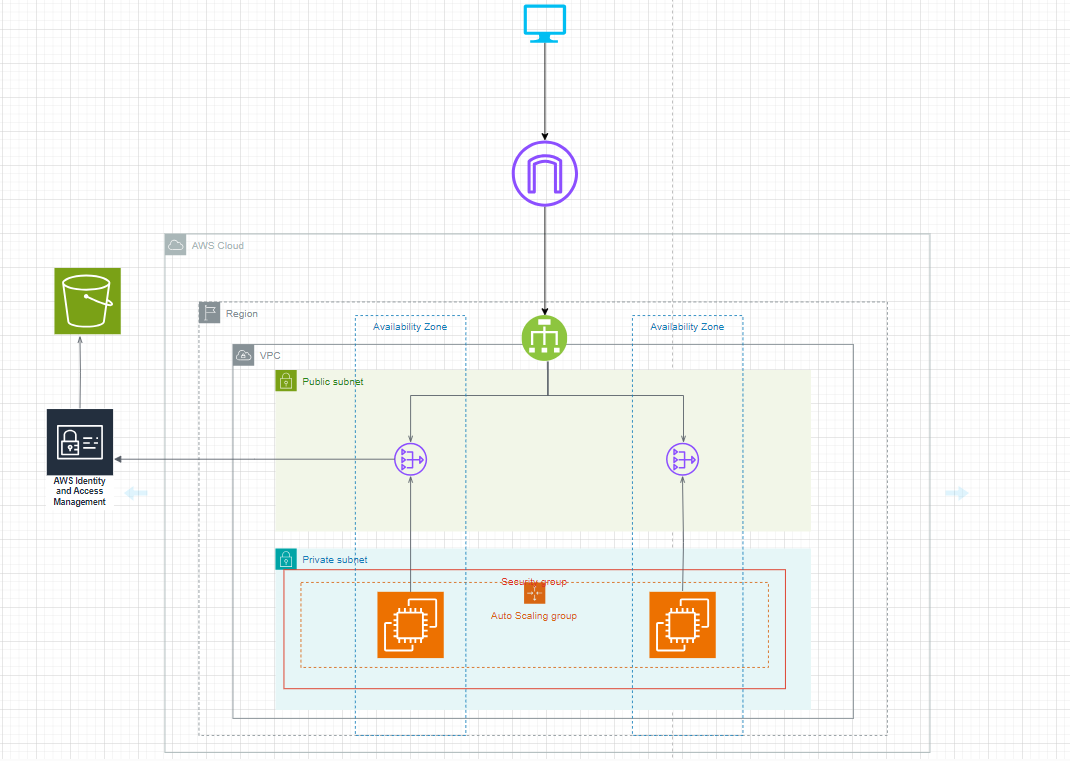 AWS Cloud
Region
Availability Zone
Availability Zone
VPC
Public subnet
AWS Identity
and Access
Management
Private subnet
Security group
Auto Scaling group